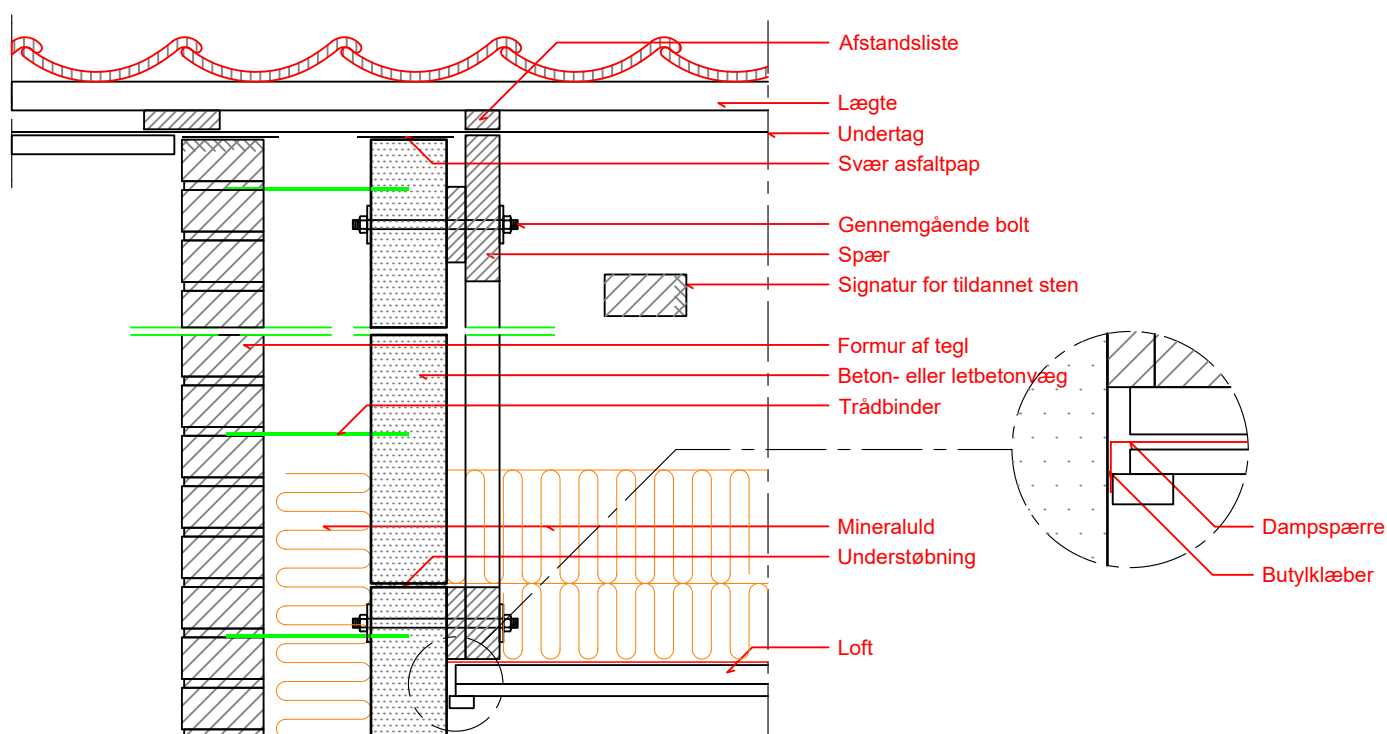 Afstandsliste
Lægte
Undertag
Svær asfaltpap
Gennemgående bolt
Spær
Signatur for tildannet sten
Formur af tegl
Beton- eller letbetonvæg
Trådbinder
Mineraluld
Understøbning
Loft
Dampspærre
Butylklæber